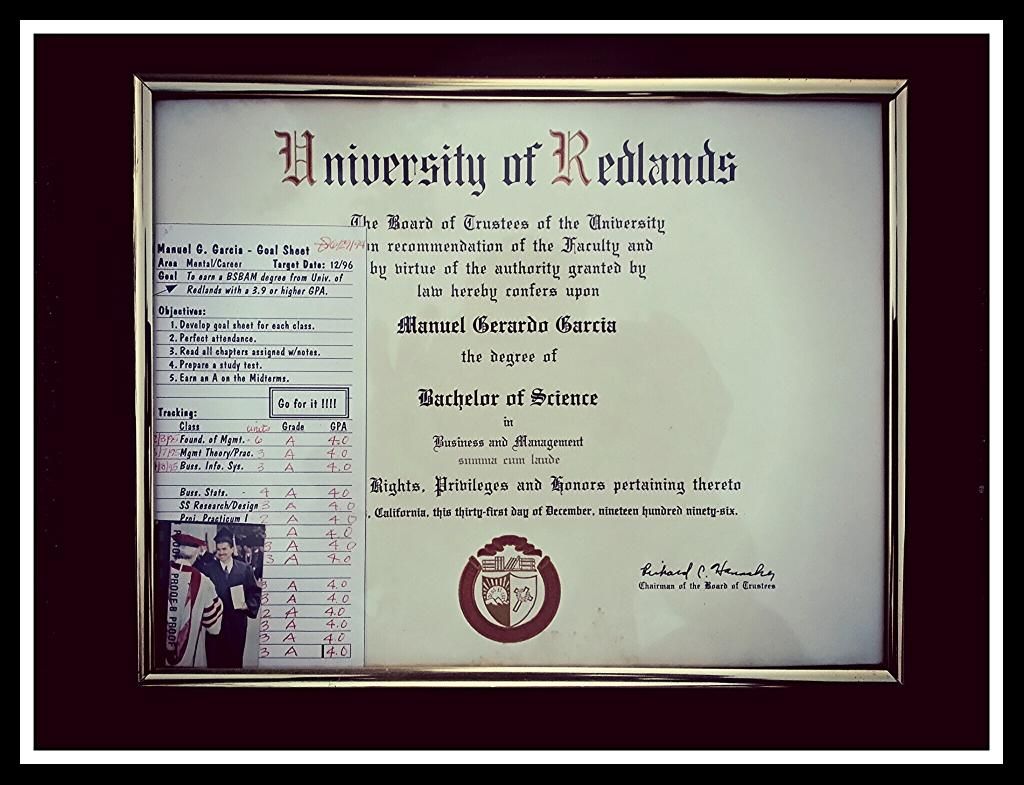 University of Redlands
The Board of Trustees of the University
on recommendation of the Faculty and
by virtue of the authority granted by
law hereby confers upon
Manuel Gerardo Garcia
the degree of
Bachelor of Science
in
Business and Management
summa cum laude
Rights, Privileges and Honors pertaining thereto
, California, this thirty-first day of December, nineteen hundred ninety-six.
Chairman of the Board of Trustees
Manuel G. Garcia - Goal Sheet
Area Mental/Career Target Date: 12/96
Goal To earn a BSBAM degree from Univ. of
Redlands with a 3.9 or higher GPA.
Objectives:
1. Develop goal sheet for each class.
2. Perfect attendance.
3. Read all chapters assigned w/notes.
4. Prepare a study test.
5. Earn an A on the Midterms.
Go for it !!!!
Tracking:
Class Units Grade GPA
Found. of Mgmt. - 6 A 4.0
Mgmt Theory/Prac. 3 A 4.0
Buss. Info. Sys. 3 A 4.0
Buss. Stats. - 4 A 4.0
SS Research/Design 3 A 4.0
Proj. Practicum I 2 A 4.0
3 A 4.0
3 A 4.0
3 A 4.0
3 A 4.0
3 A 4.0
2 A 4.0
3 A 4.0
3 A 4.0
3 A 4.0
PROOF PROOF PROOF